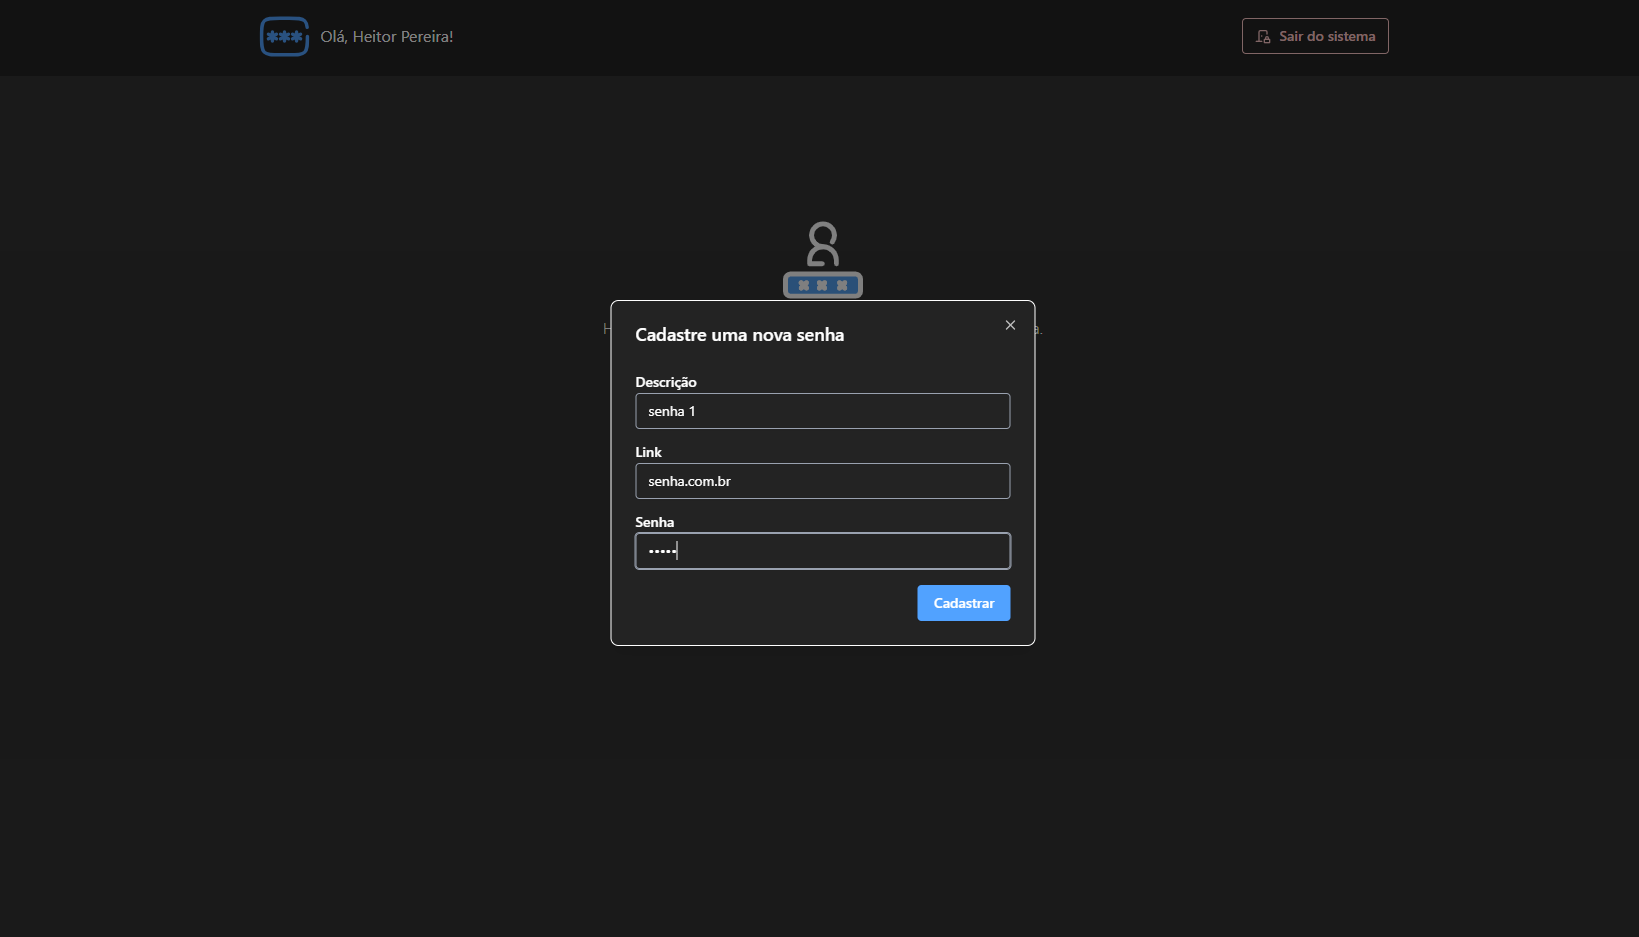 Olá, Heitor Pereira!
Sair do sistema
Cadastre uma nova senha
Descrição
senha 1
Link
senha.com.br
Senha
•••••
Cadastrar